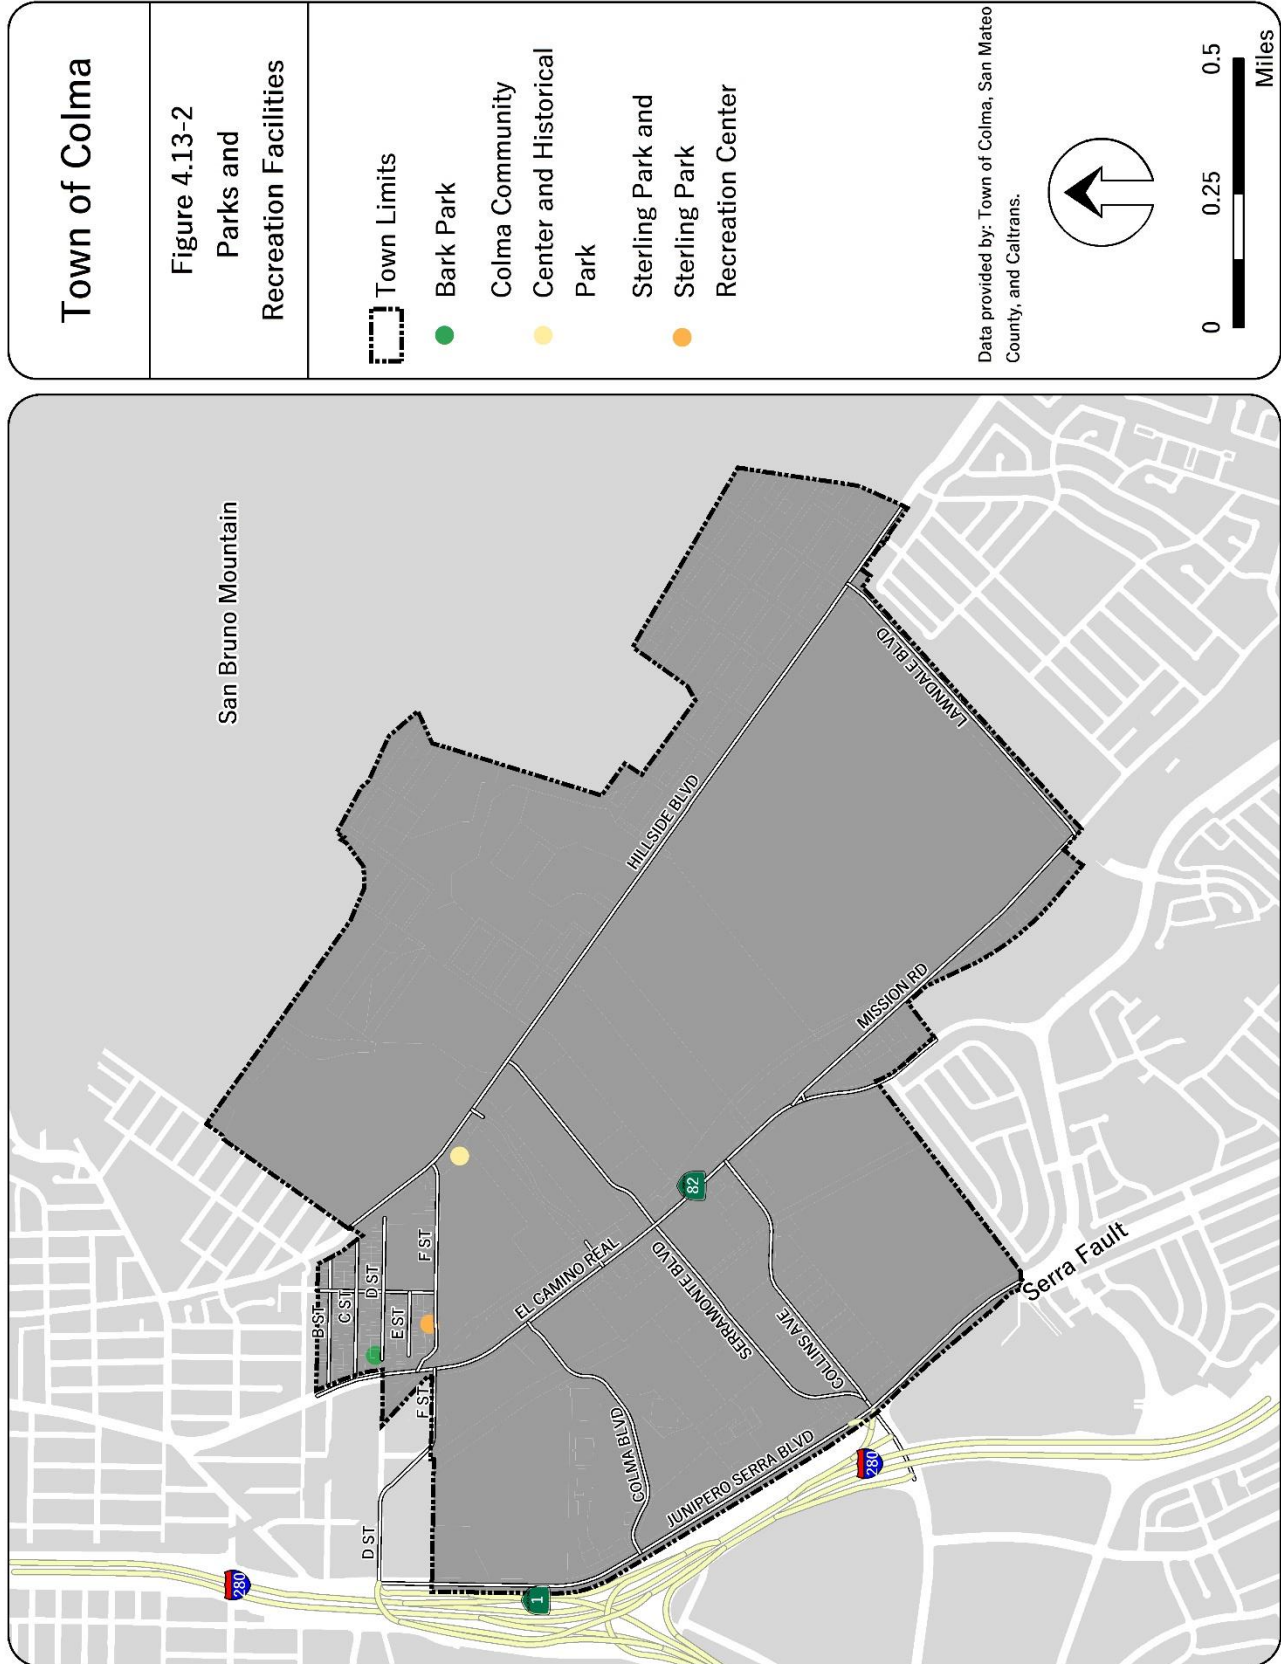 Town of Colma
Figure 4.13-2
Parks and
Recreation Facilities
Town Limits
Bark Park
Colma Community
Center and Historical
Park
Sterling Park and
Sterling Park
Recreation Center
Data provided by: Town of Colma, San Mateo
County, and Caltrans.
0 0.25 0.5
Miles
San Bruno Mountain
B ST
C ST
D ST
E ST
F ST
F ST
D ST
280
1
EL CAMINO REAL
HILLSIDE BLVD
LAWNDALE BLVD
MISSION RD
82
SERRAMONTE BLVD
COLLINS AVE
COLMA BLVD
JUNIPERO SERRA BLVD
280
Serra Fault